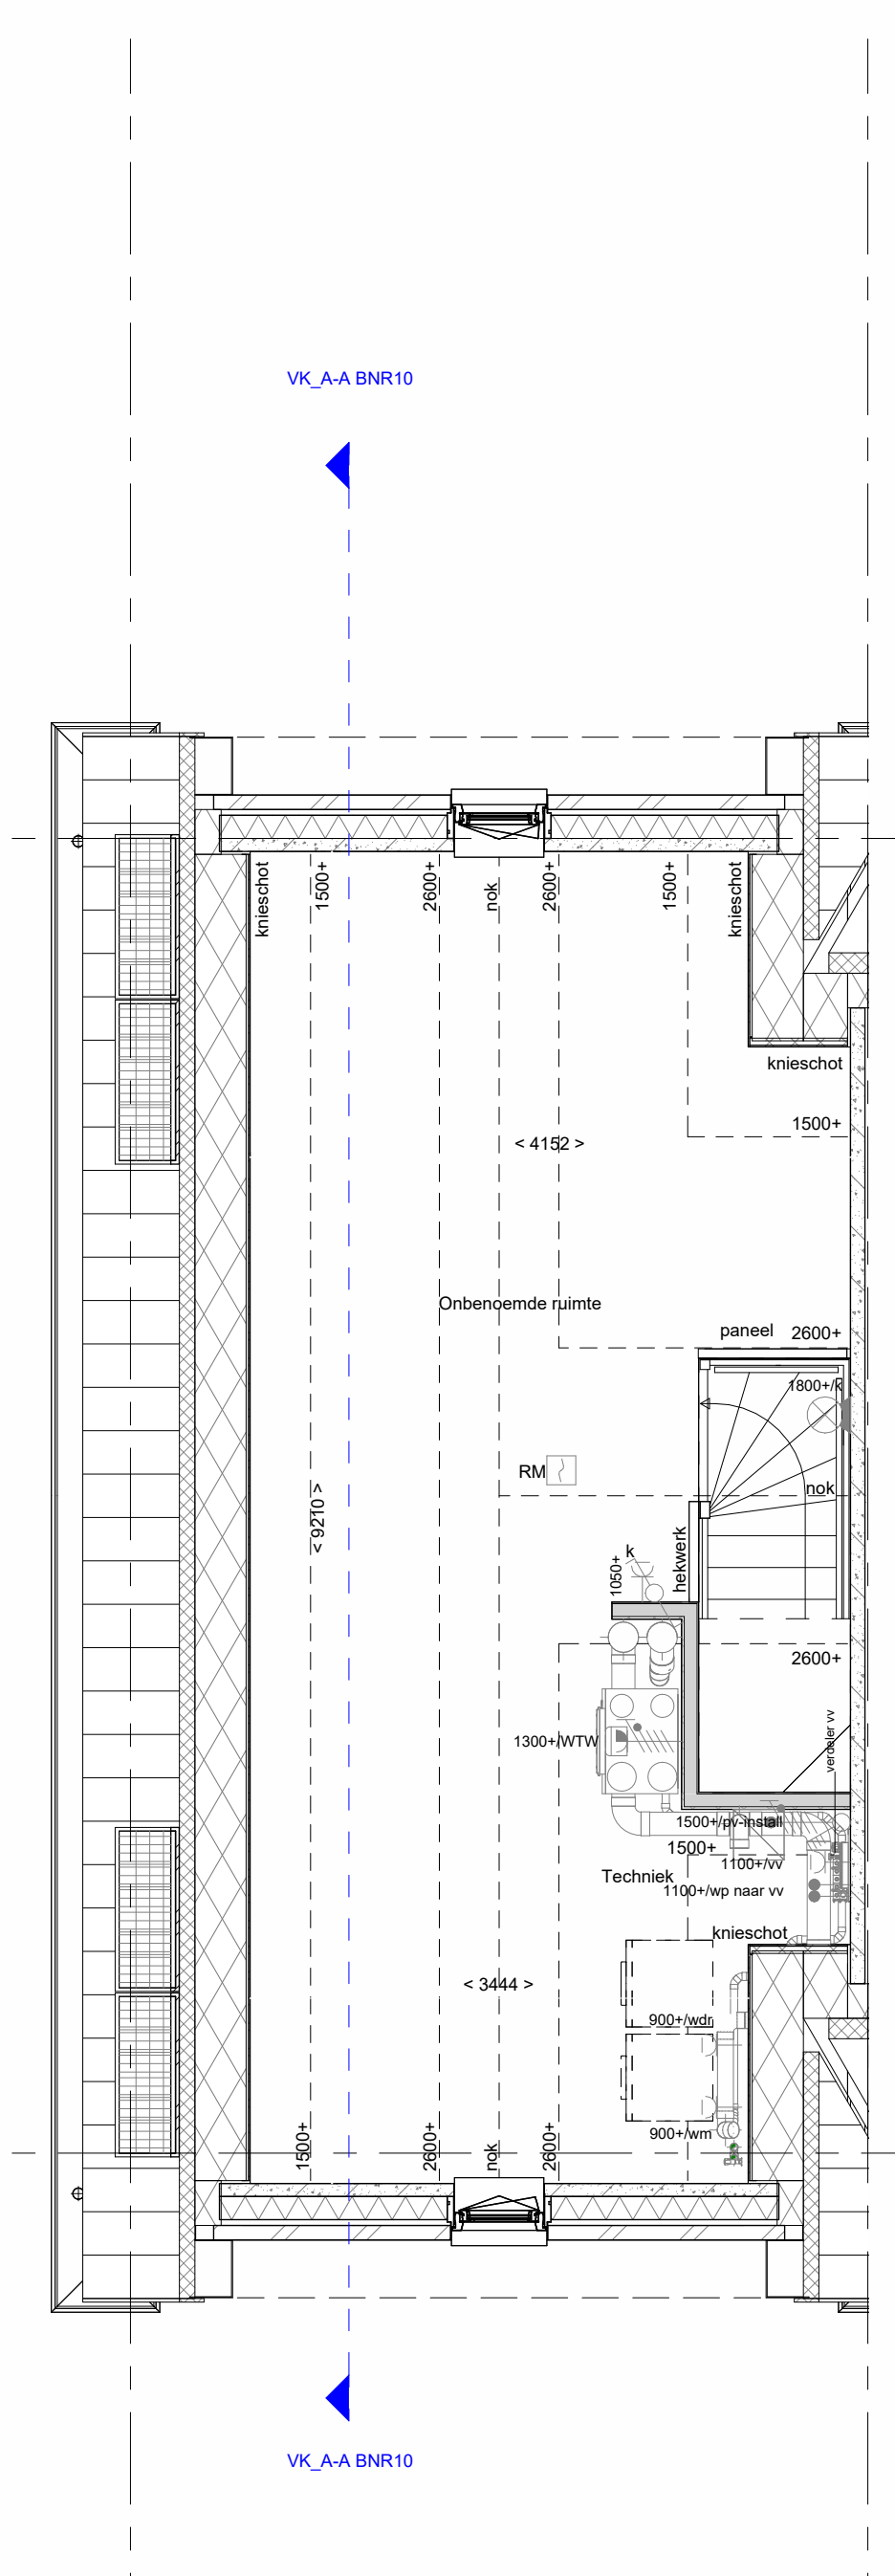 VK_A-A BNR10
knieschot
1500+
2600+
nok
2600+
1500+
knieschot
knieschot
1500+
< 4152 >
Onbenoemde ruimte
paneel
2600+
1800+/k
RM
nok
< 9210 >
hekwerk
k
1050+
2600+
verdeler vv
1300+/WTW
1500+/pv-install
1500+
1100+/vv
Techniek
1100+/wp naar vv
knieschot
< 3444 >
900+/wdr
900+/wm
1500+
2600+
nok
2600+
VK_A-A BNR10